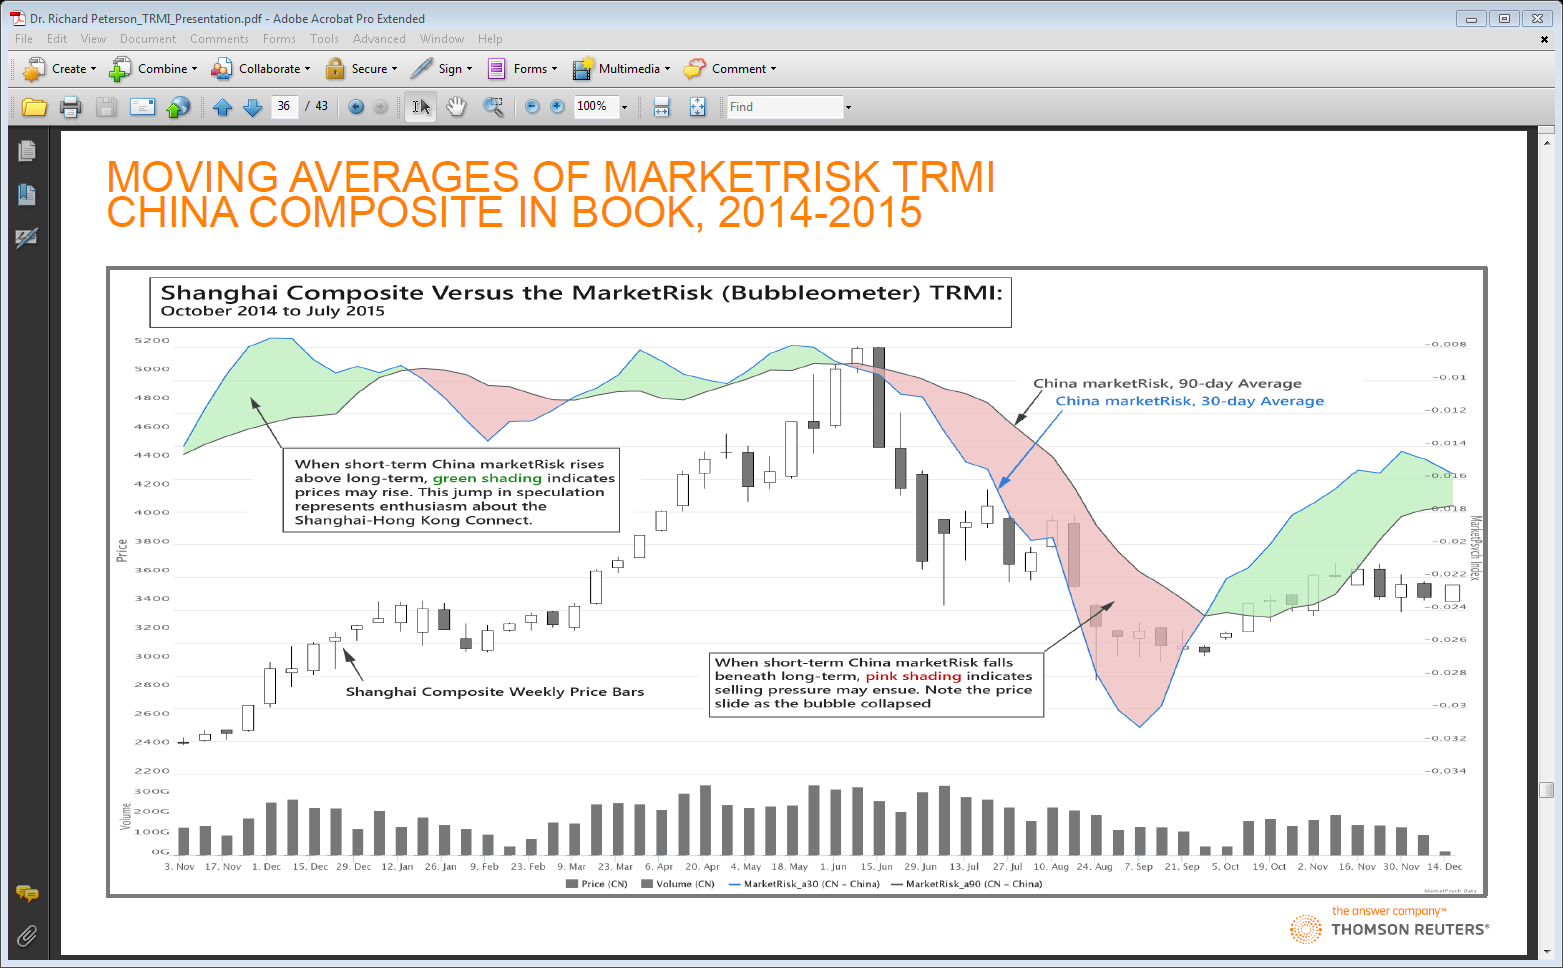 Dr. Richard Peterson_TRMI_Presentation.pdf - Adobe Acrobat Pro Extended
File Edit View Document Comments Forms Tools Advanced Window Help
Create Combine Collaborate Secure Sign Forms Multimedia Comment
36 / 43 100% Find
MOVING AVERAGES OF MARKETRISK TRMI
CHINA COMPOSITE IN BOOK, 2014-2015
Shanghai Composite Versus the MarketRisk (Bubbleometer) TRMI:
October 2014 to July 2015
5200
5000
4800
4600
4400
4200
4000
3800
3600
3400
3200
3000
2800
2600
2400
2200
Price
-0.008
-0.01
-0.012
-0.014
-0.016
-0.018
-0.02
-0.022
-0.024
-0.026
-0.028
-0.03
-0.032
-0.034
MarketPsych Index
China marketRisk, 90-day Average
China marketRisk, 30-day Average
When short-term China marketRisk rises
above long-term, green shading indicates
prices may rise. This jump in speculation
represents enthusiasm about the
Shanghai-Hong Kong Connect.
When short-term China marketRisk falls
beneath long-term, pink shading indicates
selling pressure may ensue. Note the price
slide as the bubble collapsed
Shanghai Composite Weekly Price Bars
300G
200G
100G
0G
Volume
3. Nov 17. Nov 1. Dec 15. Dec 29. Dec 12. Jan 26. Jan 9. Feb 23. Feb 9. Mar 23. Mar 6. Apr 20. Apr 4. May 18. May 1. Jun 15. Jun 29. Jun 13. Jul 27. Jul 10. Aug 24. Aug 7. Sep 21. Sep 5. Oct 19. Oct 2. Nov 16. Nov 30. Nov 14. Dec
Price (CN) Volume (CN) MarketRisk_a30 (CN - China) MarketRisk_a90 (CN - China)
MarketPsych Data
the answer company™
THOMSON REUTERS®